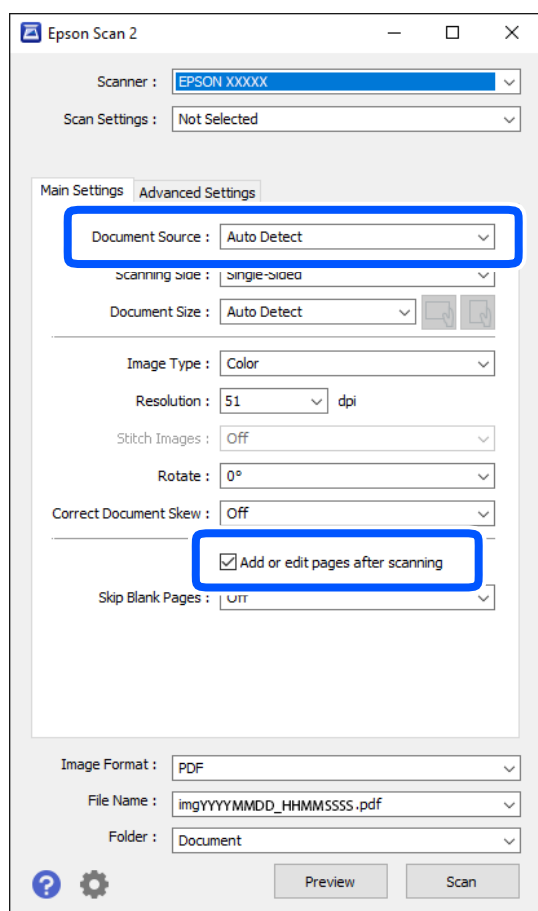 Epson Scan 2
Scanner : EPSON XXXXX
Scan Settings : Not Selected
Main Settings Advanced Settings
Document Source : Auto Detect
Scanning Side : Single-Sided
Document Size : Auto Detect
Image Type : Color
Resolution : 51 dpi
Stitch Images : Off
Rotate : 0°
Correct Document Skew : Off
Add or edit pages after scanning
Skip Blank Pages : Off
Image Format : PDF
File Name : imgYYYYMMDD_HHMMSSSS.pdf
Folder : Document
? Preview Scan